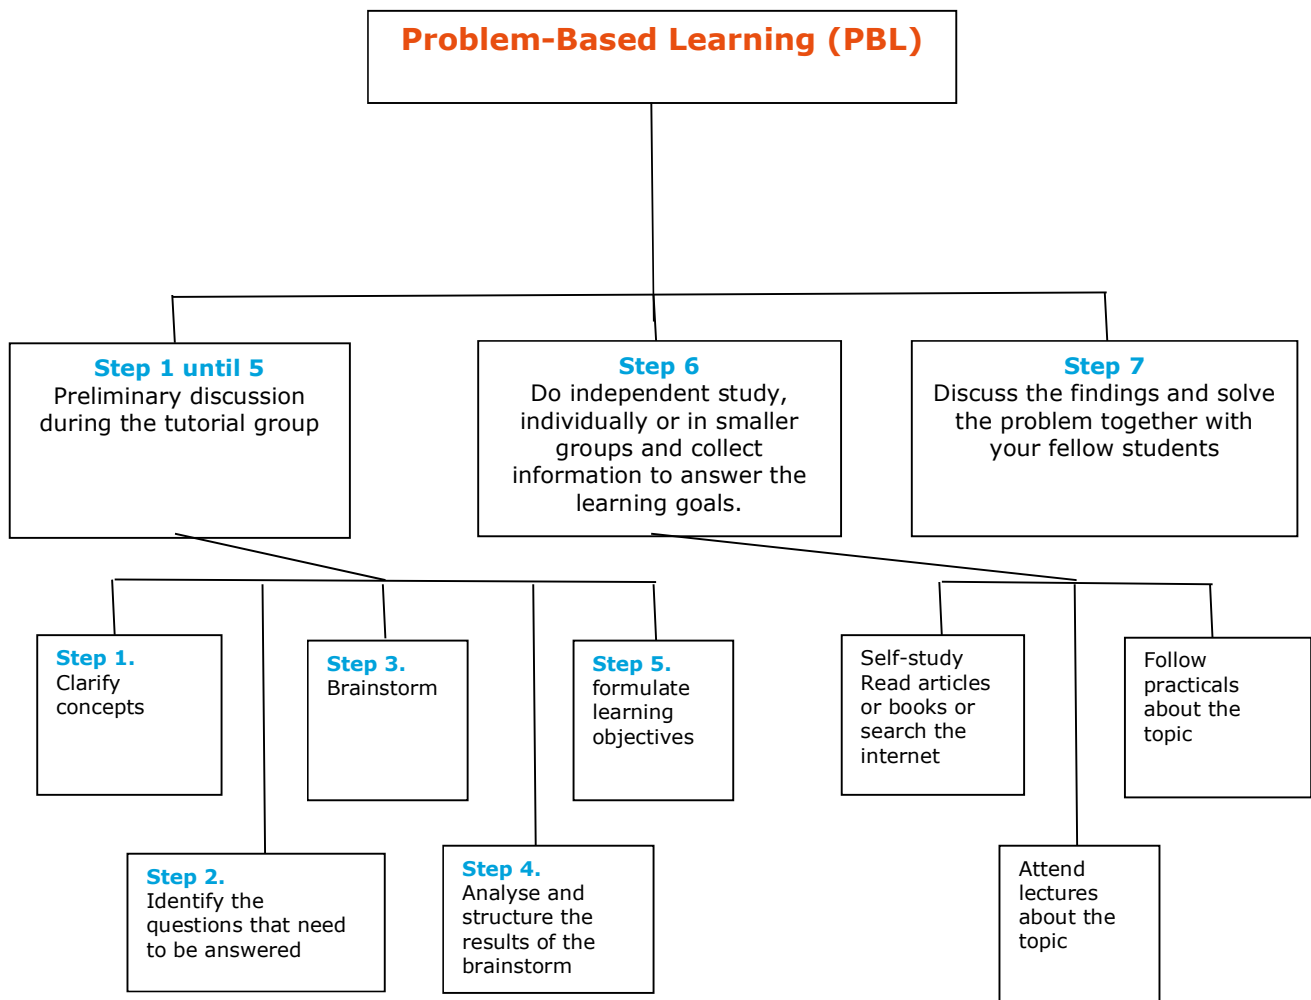 Problem-Based Learning (PBL)
Step 1 until 5
Preliminary discussion
during the tutorial group
Step 6
Do independent study,
individually or in smaller
groups and collect
information to answer the
learning goals.
Step 7
Discuss the findings and solve
the problem together with
your fellow students
Step 1.
Clarify
concepts
Step 3.
Brainstorm
Step 5.
formulate
learning
objectives
Self-study
Read articles
or books or
search the
internet
Follow
practicals
about the
topic
Step 2.
Identify the
questions that need
to be answered
Step 4.
Analyse and
structure the
results of the
brainstorm
Attend
lectures
about the
topic